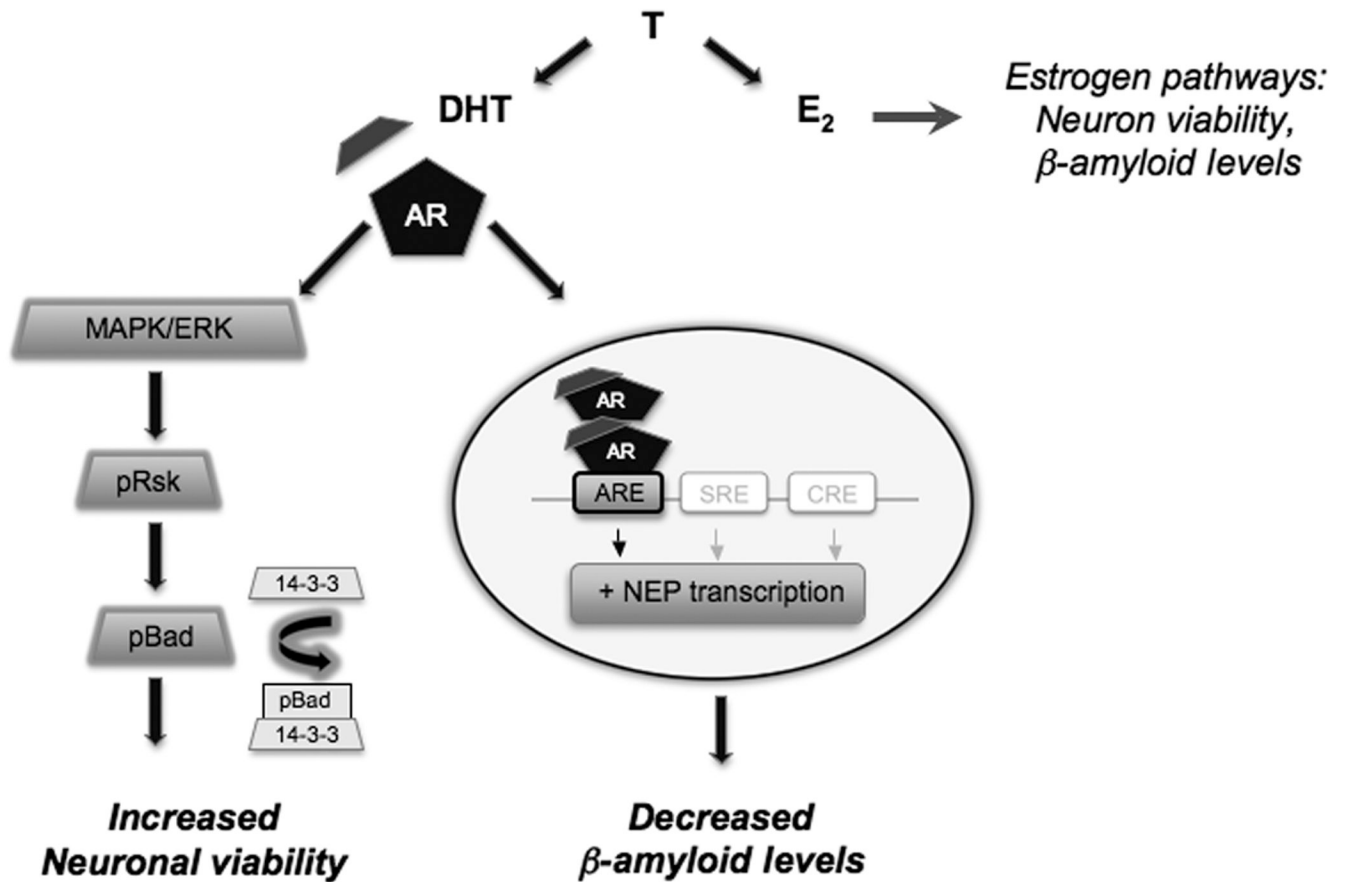 T
DHT
E₂
Estrogen pathways:
Neuron viability,
β-amyloid levels
AR
MAPK/ERK
pRsk
pBad
14-3-3
pBad
14-3-3
Increased
Neuronal viability
AR
AR
ARE
SRE
CRE
+ NEP transcription
Decreased
β-amyloid levels